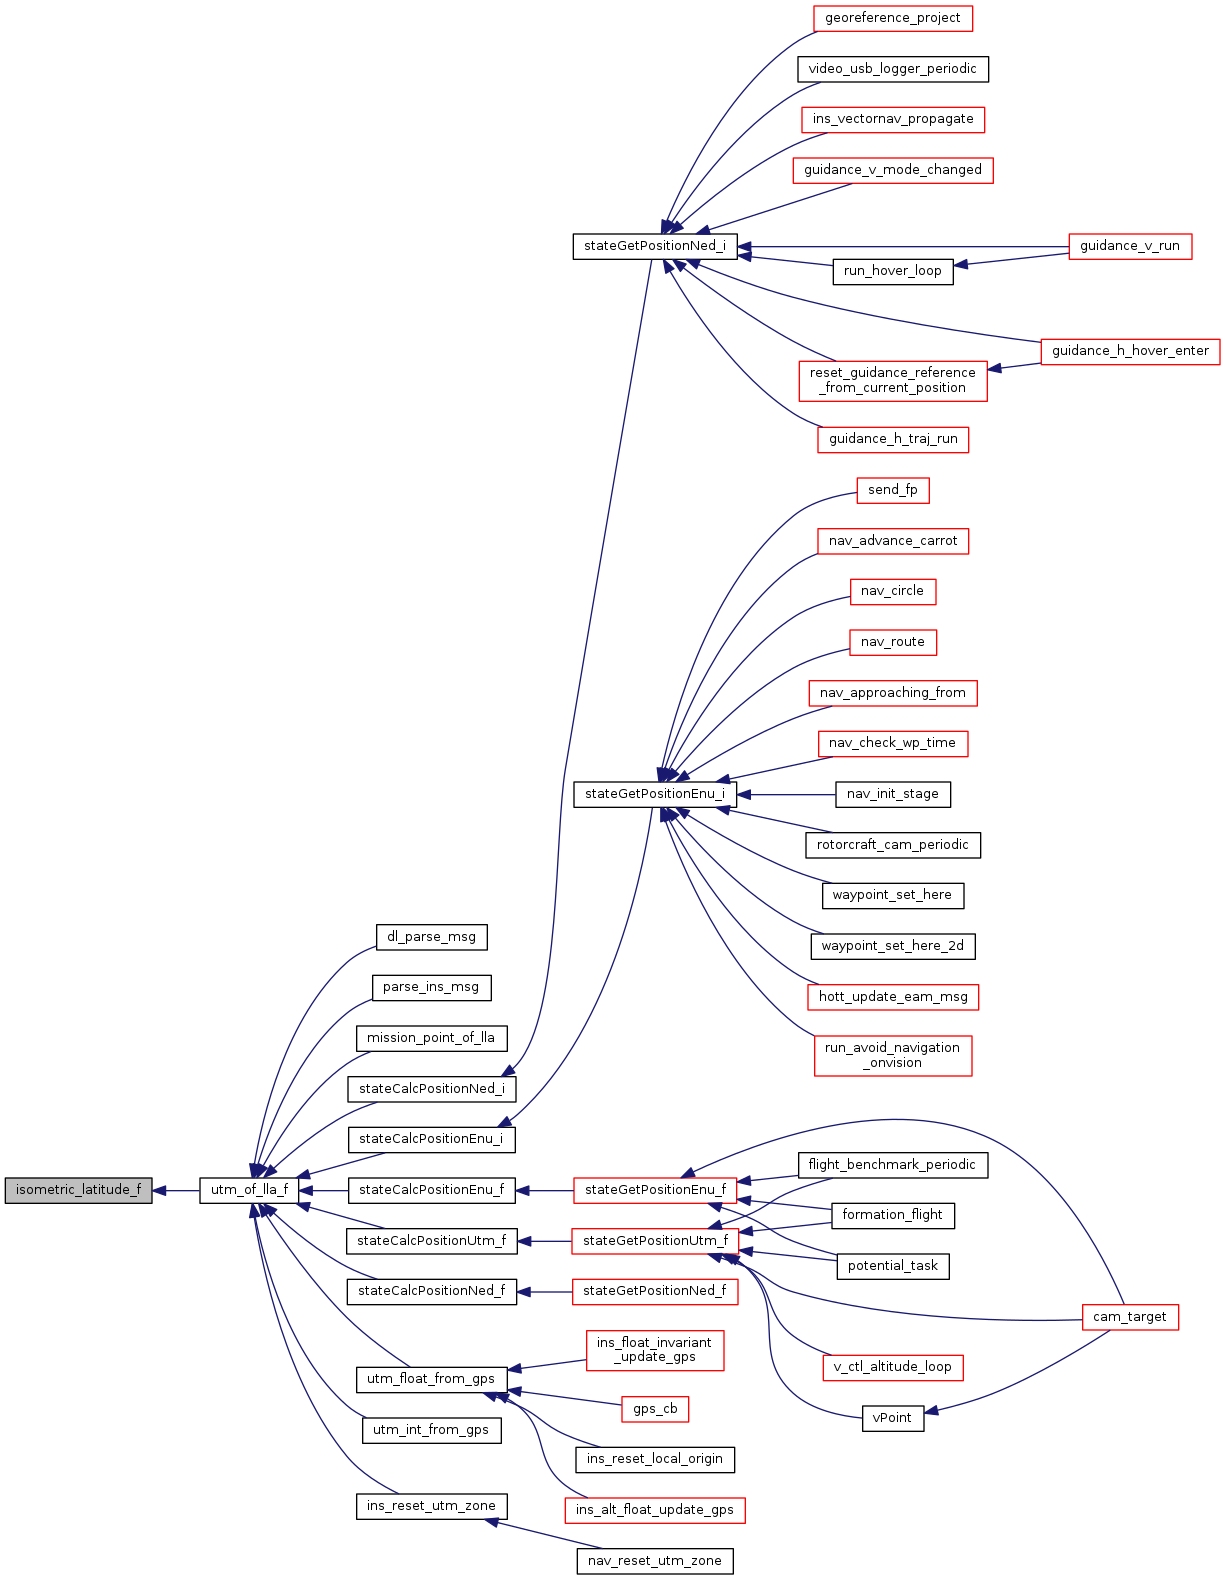 georeference_project
video_usb_logger_periodic
ins_vectornav_propagate
guidance_v_mode_changed
stateGetPositionNed_i
guidance_v_run
run_hover_loop
guidance_h_hover_enter
reset_guidance_reference
_from_current_position
guidance_h_traj_run
send_fp
nav_advance_carrot
nav_circle
nav_route
nav_approaching_from
nav_check_wp_time
stateGetPositionEnu_i
nav_init_stage
rotorcraft_cam_periodic
waypoint_set_here
dl_parse_msg
waypoint_set_here_2d
parse_ins_msg
hott_update_eam_msg
mission_point_of_lla
run_avoid_navigation
_onvision
stateCalcPositionNed_i
stateCalcPositionEnu_i
flight_benchmark_periodic
isometric_latitude_f
utm_of_lla_f
stateCalcPositionEnu_f
stateGetPositionEnu_f
formation_flight
stateCalcPositionUtm_f
stateGetPositionUtm_f
potential_task
stateCalcPositionNed_f
stateGetPositionNed_f
cam_target
ins_float_invariant
_update_gps
v_ctl_altitude_loop
utm_float_from_gps
gps_cb
vPoint
utm_int_from_gps
ins_reset_local_origin
ins_reset_utm_zone
ins_alt_float_update_gps
nav_reset_utm_zone